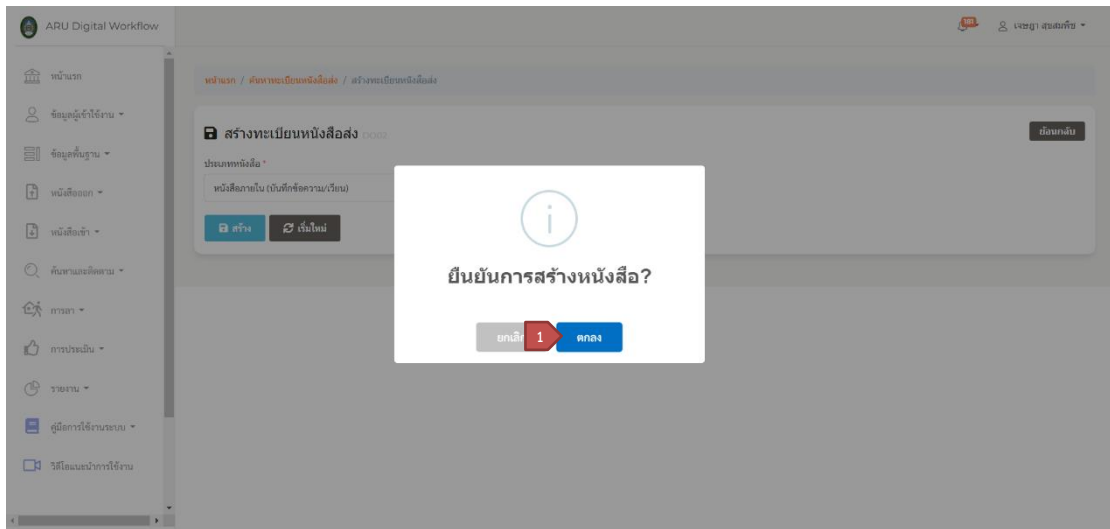 ARU Digital Workflow
เจษฎา สุขสมพืช
หน้าแรก
ข้อมูลผู้เข้าใช้งาน
ข้อมูลพื้นฐาน
หนังสือออก
หนังสือเข้า
ค้นหาและติดตาม
การลา
การประเมิน
รายงาน
คู่มือการใช้งานระบบ
วิดีโอแนะนำการใช้งาน
หน้าแรก / ค้นหาทะเบียนหนังสือส่ง / สร้างทะเบียนหนังสือส่ง
สร้างทะเบียนหนังสือส่ง
ย้อนกลับ
ประเภทหนังสือ *
หนังสือภายใน (บันทึกข้อความ/เวียน)
สร้าง เริ่มใหม่
ยืนยันการสร้างหนังสือ?
1 ตกลง